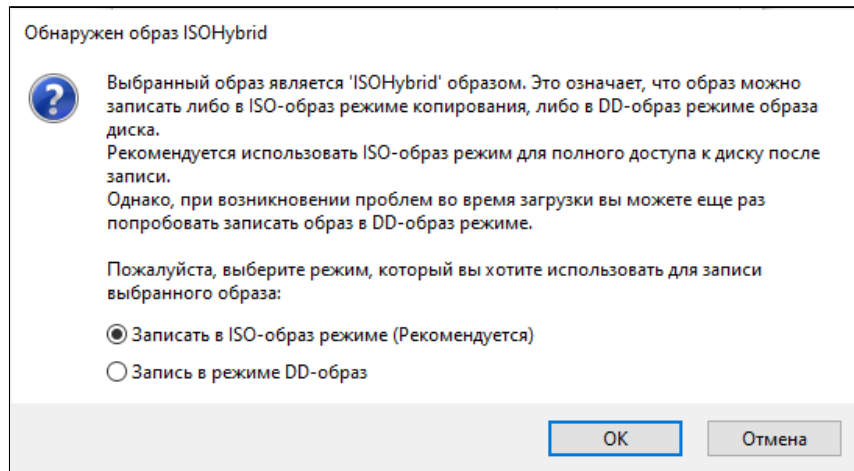 Обнаружен образ ISOHybrid
Выбранный образ является 'ISOHybrid' образом. Это означает, что образ можно
записать либо в ISO-образ режиме копирования, либо в DD-образ режиме образа
диска.
Рекомендуется использовать ISO-образ режим для полного доступа к диску после
записи.
Однако, при возникновении проблем во время загрузки вы можете еще раз
попробовать записать образ в DD-образ режиме.
Пожалуйста, выберите режим, который вы хотите использовать для записи
выбранного образа:
Записать в ISO-образ режиме (Рекомендуется)
Запись в режиме DD-образ
ОК Отмена